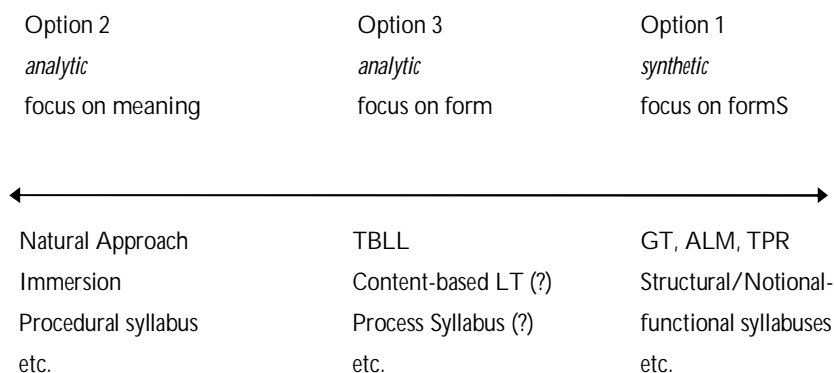 Option 2
analytic
focus on meaning
Option 3
analytic
focus on form
Option 1
synthetic
focus on formS
Natural Approach
Immersion
Procedural syllabus
etc.
TBLL
Content-based LT (?)
Process Syllabus (?)
etc.
GT, ALM, TPR
Structural/Notional-
functional syllabuses
etc.